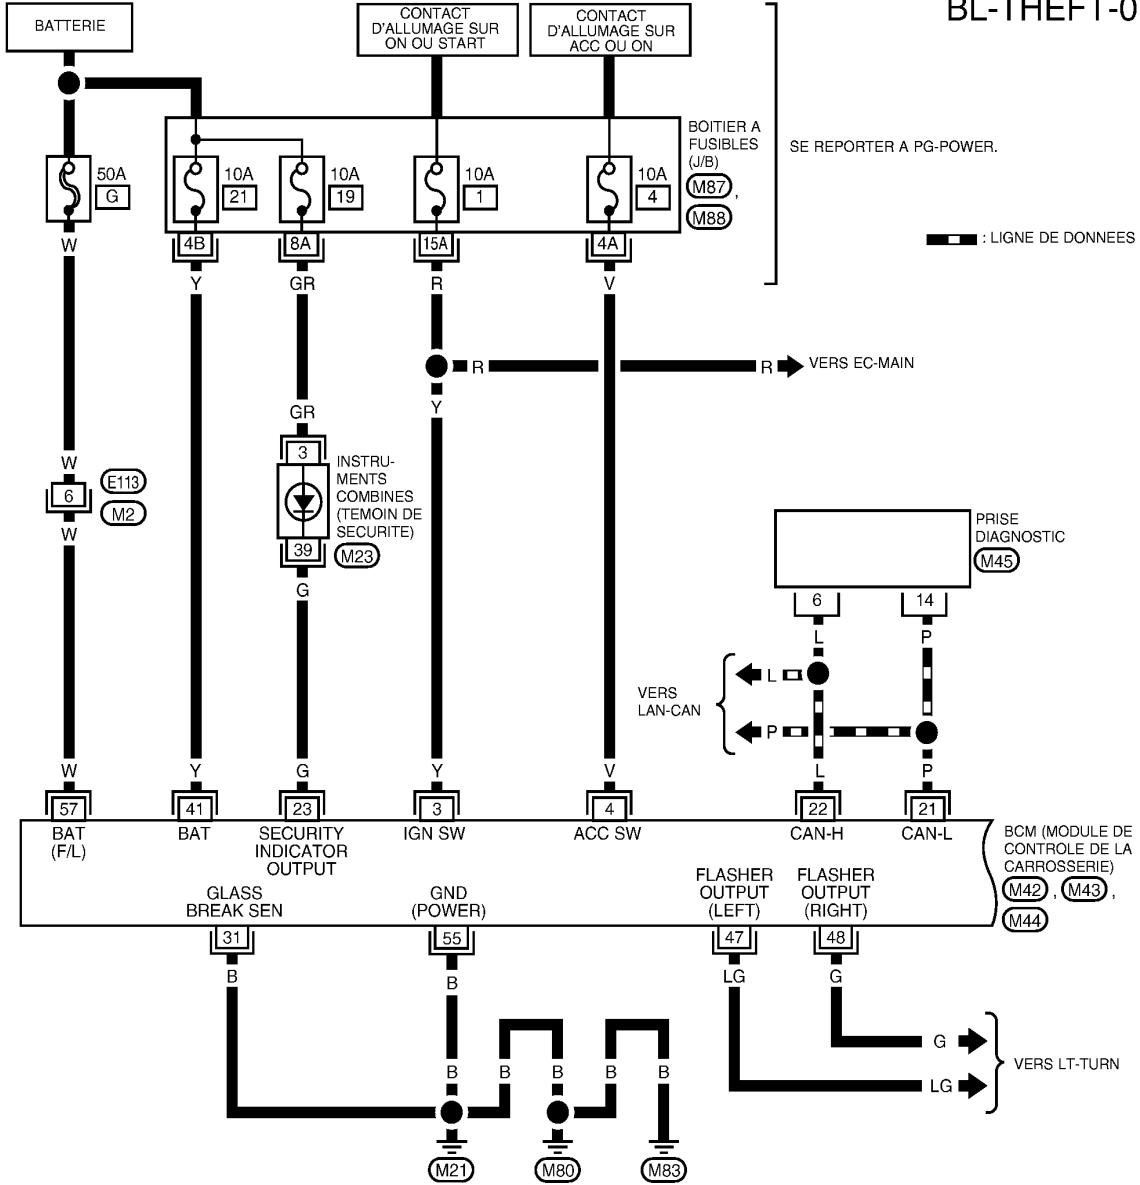 BATTERIE
CONTACT
D'ALLUMAGE SUR
ON OU START
CONTACT
D'ALLUMAGE SUR
ACC OU ON
BL-THEFT-0
BOITIER A
FUSIBLES
(J/B)
M87 ,
M88
SE REPORTER A PG-POWER.
50A
G
10A
21
10A
19
10A
1
10A
4
W
4B
8A
15A
4A
: LIGNE DE DONNEES
Y
GR
R
V
R
R
VERS EC-MAIN
Y
GR
W
3
INSTRU-
MENTS
COMBINES
(TEMOIN DE
SECURITE)
M23
6
E113
M2
W
39
G
PRISE
DIAGNOSTIC
M45
6
14
L
P
VERS
LAN-CAN
L
P
W
Y
G
Y
V
L
P
57
41
23
3
4
22
21
BAT
(F/L)
BAT
SECURITY
INDICATOR
OUTPUT
IGN SW
ACC SW
CAN-H
CAN-L
BCM (MODULE DE
CONTROLE DE LA
CARROSSERIE)
M42 , M43 ,
M44
GLASS
BREAK SEN
GND
(POWER)
FLASHER
OUTPUT
(LEFT)
FLASHER
OUTPUT
(RIGHT)
31
55
47
48
B
B
LG
G
G
LG
VERS LT-TURN
B
B
B
B
B
M21
M80
M83